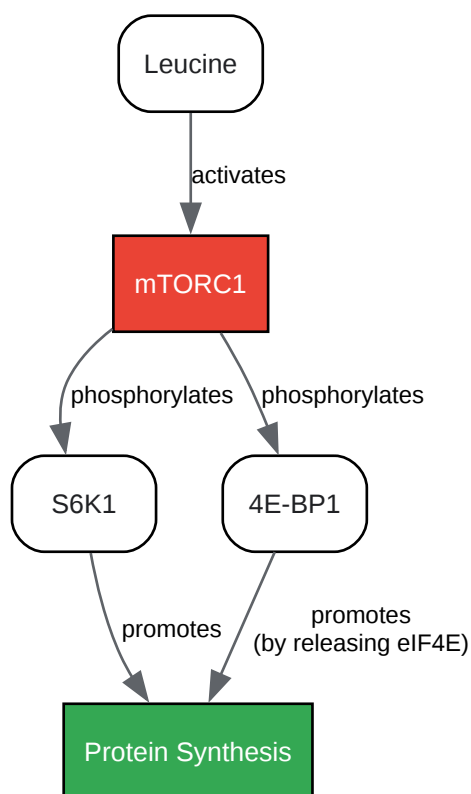 Leucine
activates
mTORC1
phosphorylates
phosphorylates
S6K1
4E-BP1
promotes
promotes
(by releasing eIF4E)
Protein Synthesis